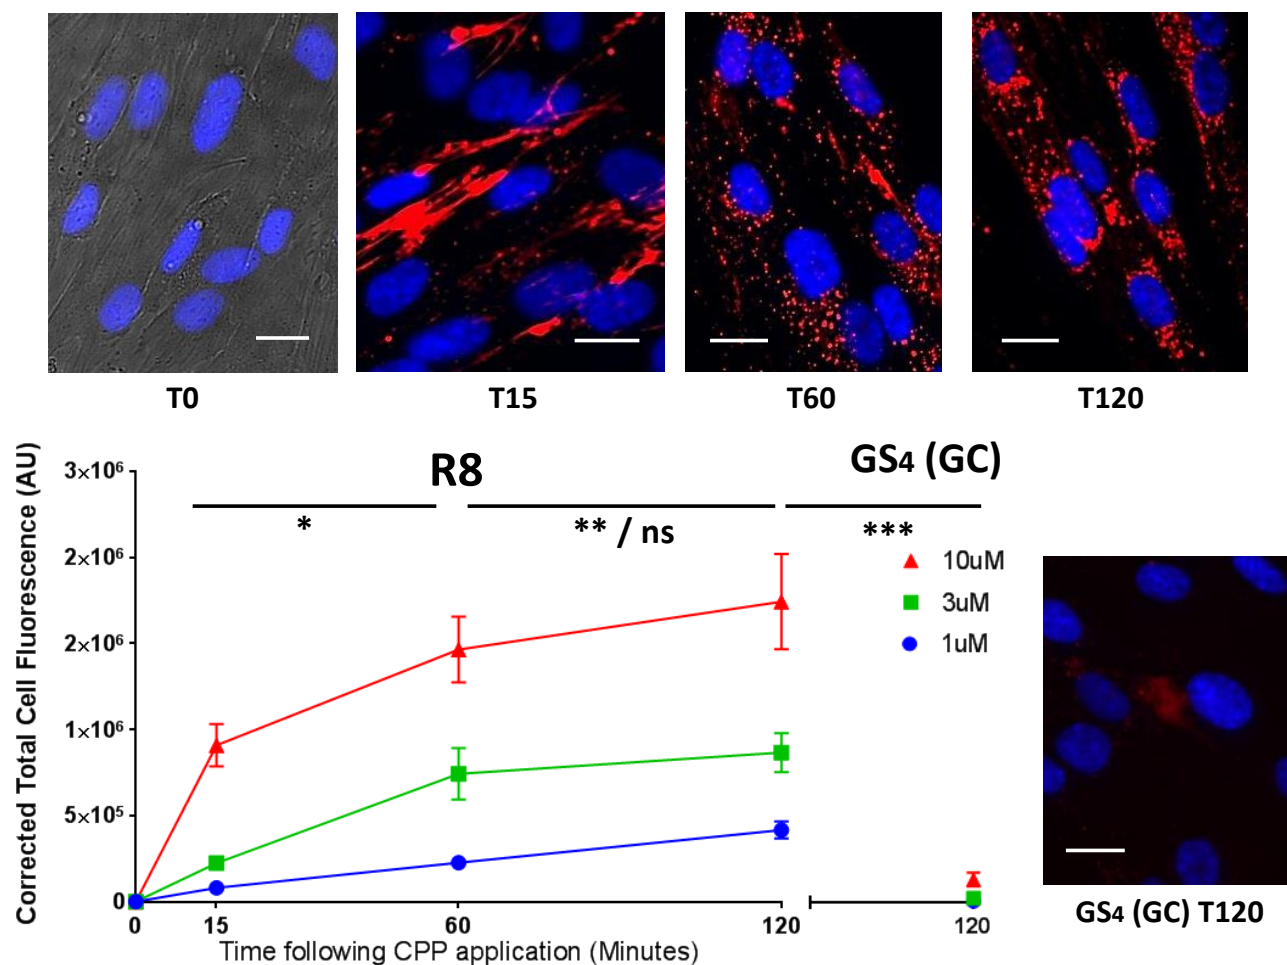 T0
T15
T60
T120
R8
GS4 (GC)
*
** / ns
***
Corrected Total Cell Fluorescence (AU)
3×10⁶
2×10⁶
2×10⁶
1×10⁶
5×10⁵
0
10uM
3uM
1uM
0 15 60 120 120
Time following CPP application (Minutes)
GS4 (GC) T120